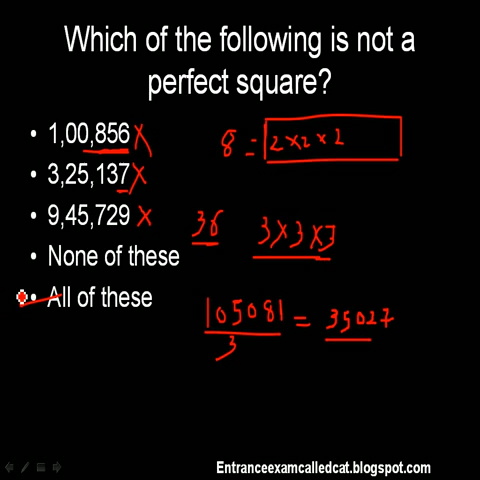 Which of the following is not a
perfect square?
• 1,00,856 X
8 = 2 × 2 × 2
• 3,25,137 X
• 9,45,729 x
36 3 X 3 X 3
• None of these
• All of these
105081 = 35027
3
Entranceexamcalledcat.blogspot.com